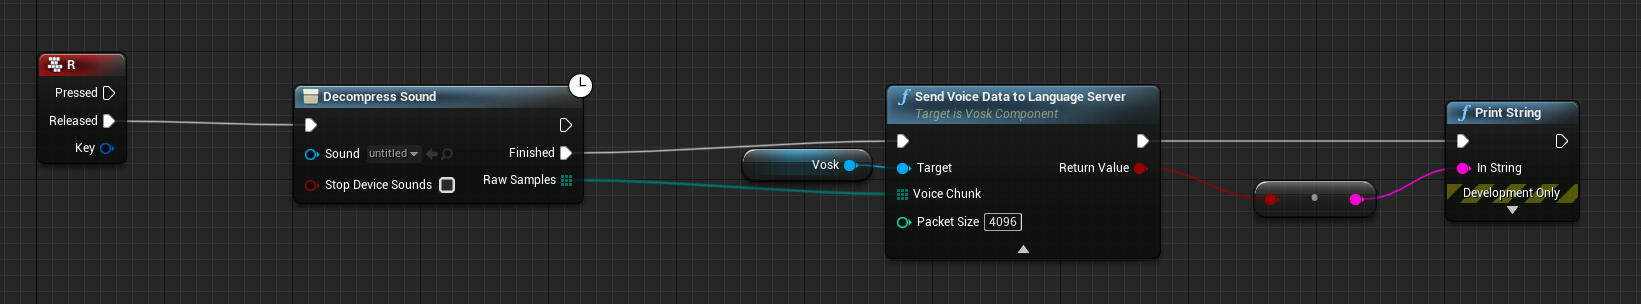 R
Pressed
Released
Key
Decompress Sound
Sound untitled
Finished
Stop Device Sounds
Raw Samples
Vosk
Send Voice Data to Language Server
Target is Vosk Component
Target
Return Value
Voice Chunk
Packet Size 4096
Print String
In String
Development Only